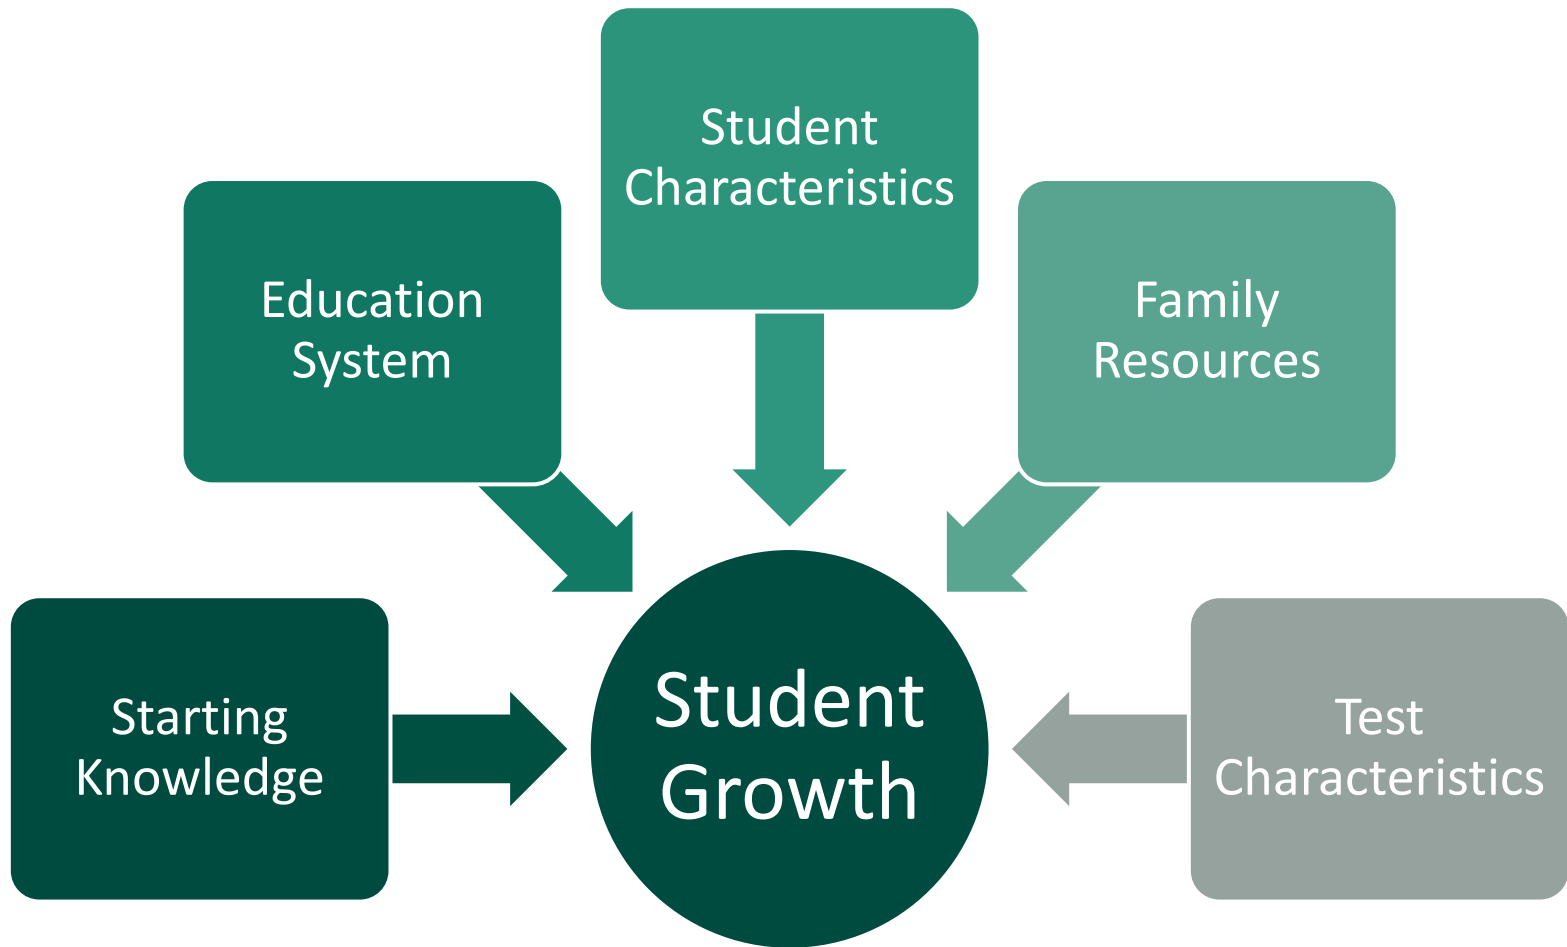 Student
Characteristics
Education
System
Family
Resources
Starting
Knowledge
Student
Growth
Test
Characteristics